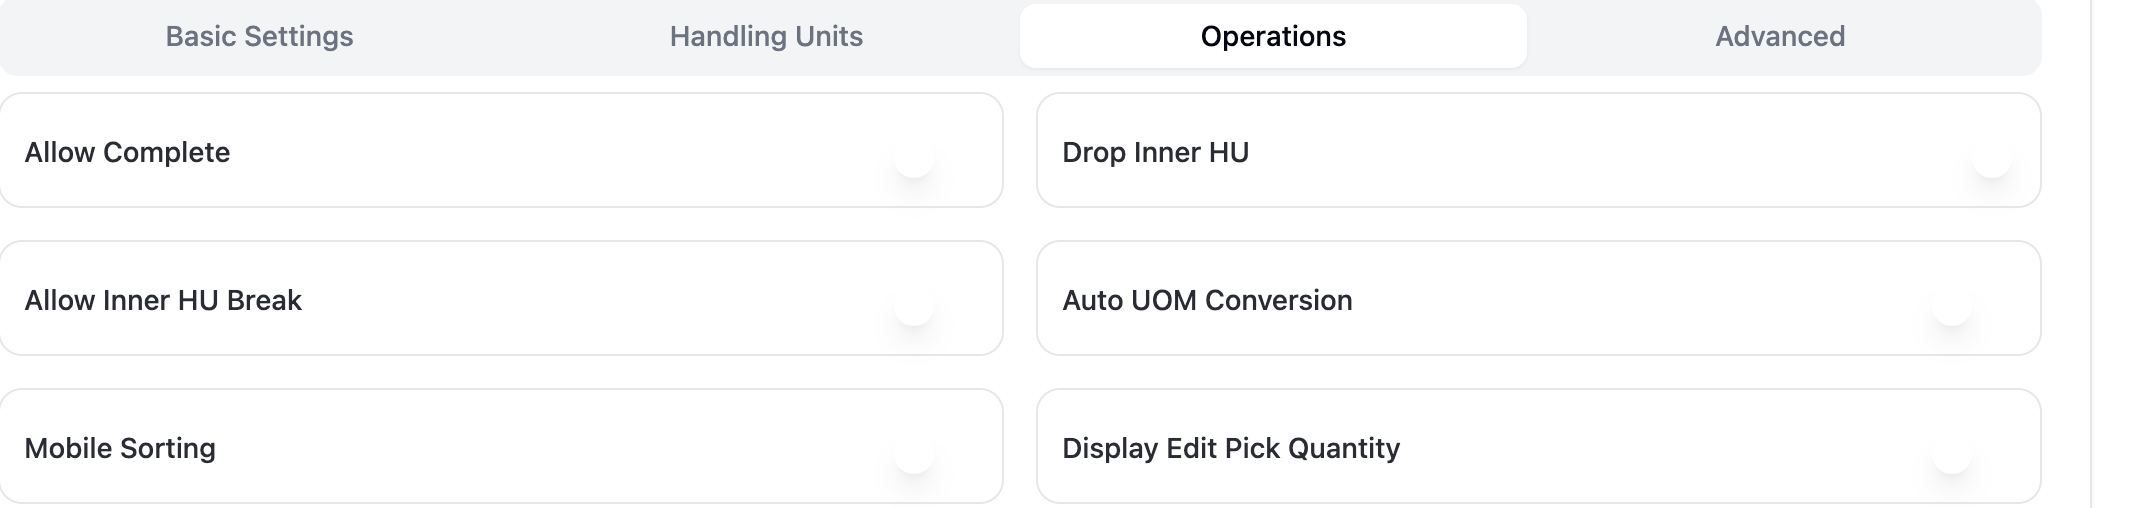 Basic Settings
Handling Units
Operations
Advanced
Allow Complete
Drop Inner HU
Allow Inner HU Break
Auto UOM Conversion
Mobile Sorting
Display Edit Pick Quantity